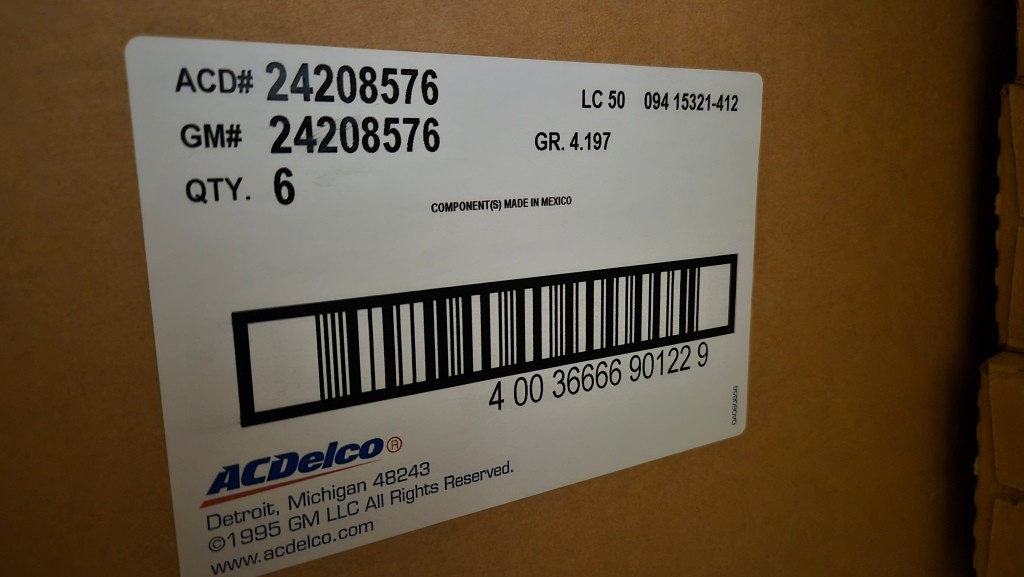 ACD# 24208576
LC 50 094 15321-412
GM# 24208576
GR. 4.197
QTY. 6
COMPONENT(S) MADE IN MEXICO
4 00 36666 90122 9
ACDelco®
Detroit, Michigan 48243
©1995 GM LLC All Rights Reserved.
www.acdelco.com